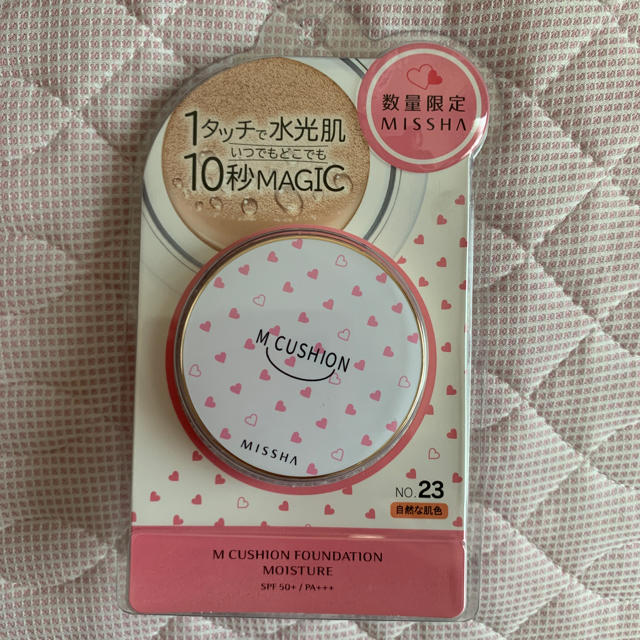 数量限定
MISSHA
1タッチで水光肌
いつでもどこでも
10秒MAGIC
M CUSHION
MISSHA
NO.23
自然な肌色
M CUSHION FOUNDATION
MOISTURE
SPF 50+ / PA+++